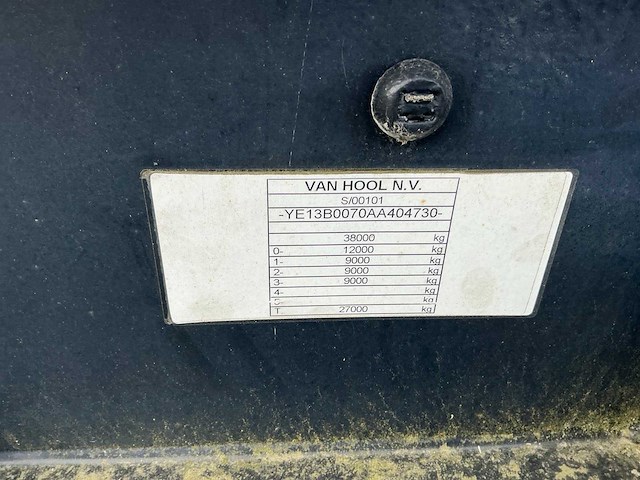 VAN HOOL N.V.
S/00101
-YE13B0070AA404730-
38000 kg
0- 12000 kg
1- 9000 kg
2- 9000 kg
3- 9000 kg
4- kg
5- kg
T. 27000 kg